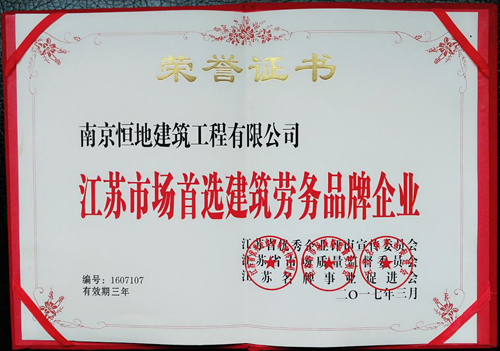 荣誉证书
南京恒地建筑工程有限公司
江苏市场首选建筑劳务品牌企业
江苏省优秀企业评审宣传委员会
江苏省市场质量监督委员会
江苏名牌事业促进会
编号:1607107
有效期三年
二〇一七年三月